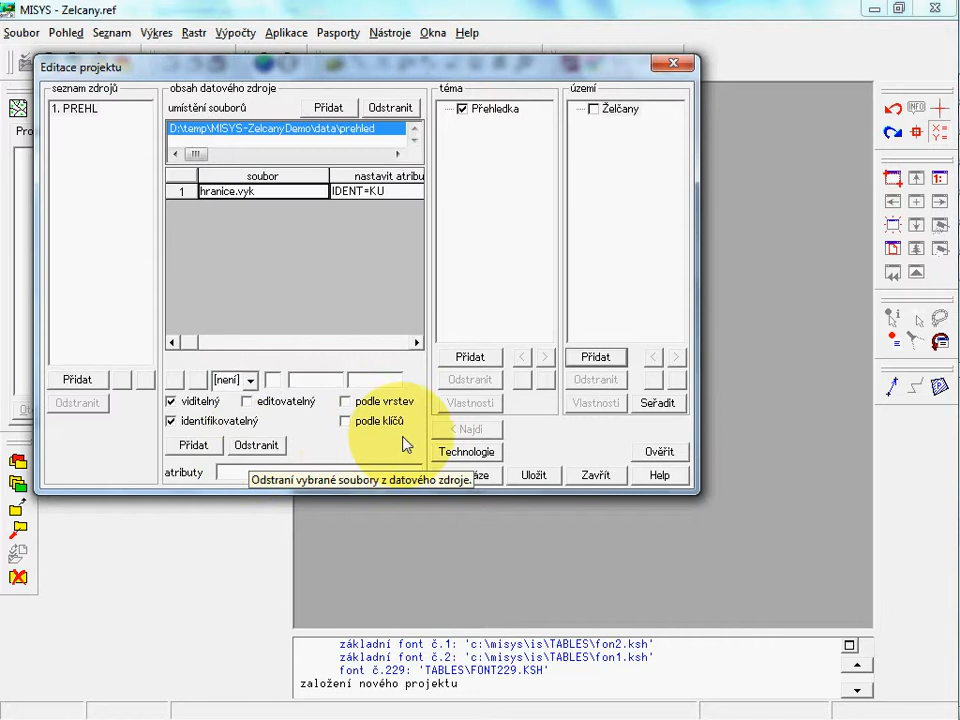 MISYS - Zelcany.ref
Soubor Pohled Seznam Výkres Rastr Výpočty Aplikace Pasporty Nástroje Okna Help
Editace projektu
seznam zdrojů
1. PREHL
Přidat
Odstranit
obsah datového zdroje
umístění souborů
Přidat
Odstranit
D:\temp\MISYS-ZelcanyDemo\data\prehled
soubor nastavit atribu
1 hranice.vyk IDENT=KU
[není]
viditelný editovatelný podle vrstev
identifikovatelný podle klíčů
Přidat Odstranit
atributy
Odstraní vybrané soubory z datového zdroje.
téma
Přehledka
Přidat < >
Odstranit
Vlastnosti
< Najdi
Technologie
áze Uložit Zavřít Help
území
Želčany
Přidat < >
Odstranit
Vlastnosti Seřadit
Ověřit
Pro
INFO
X=
Y=
1:
základní font č.1: 'c:\misys\is\TABLES\fon2.ksh'
základní font č.2: 'c:\misys\is\TABLES\fon1.ksh'
font č.229: 'TABLES\FONT229.KSH'
založení nového projektu